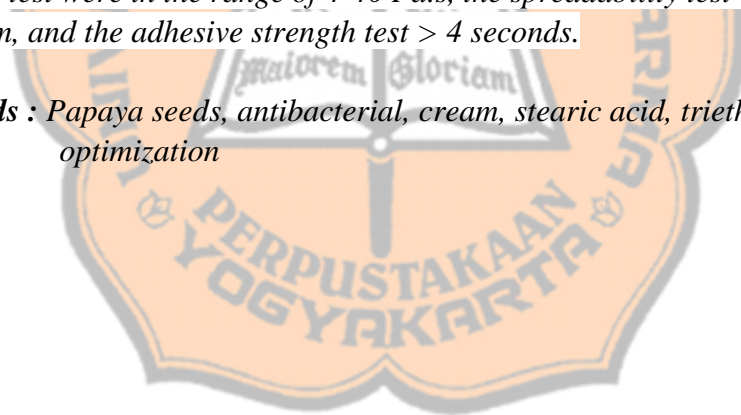 test were in the range of 4-40 Pa.s, the spreadability test
m, and the adhesive strength test > 4 seconds.
Maiorem Gloriam
ds : Papaya seeds, antibacterial, cream, stearic acid, trieth
optimization
PERPUSTAKAAN
YOGYAKARTA